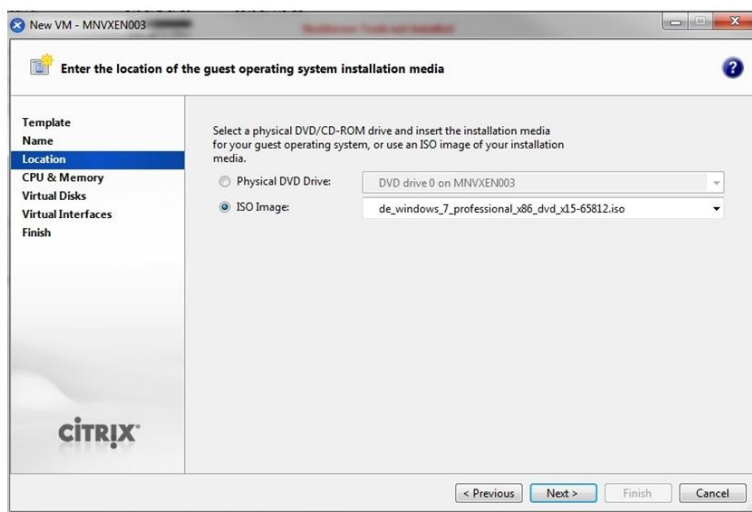 New VM - MNVXEN003
Enter the location of the guest operating system installation media
Template
Name
Location
CPU & Memory
Virtual Disks
Virtual Interfaces
Finish
Select a physical DVD/CD-ROM drive and insert the installation media
for your guest operating system, or use an ISO image of your installation
media.
Physical DVD Drive:
DVD drive 0 on MNVXEN003
ISO Image:
de_windows_7_professional_x86_dvd_x15-65812.iso
CITRIX
< Previous
Next >
Finish
Cancel